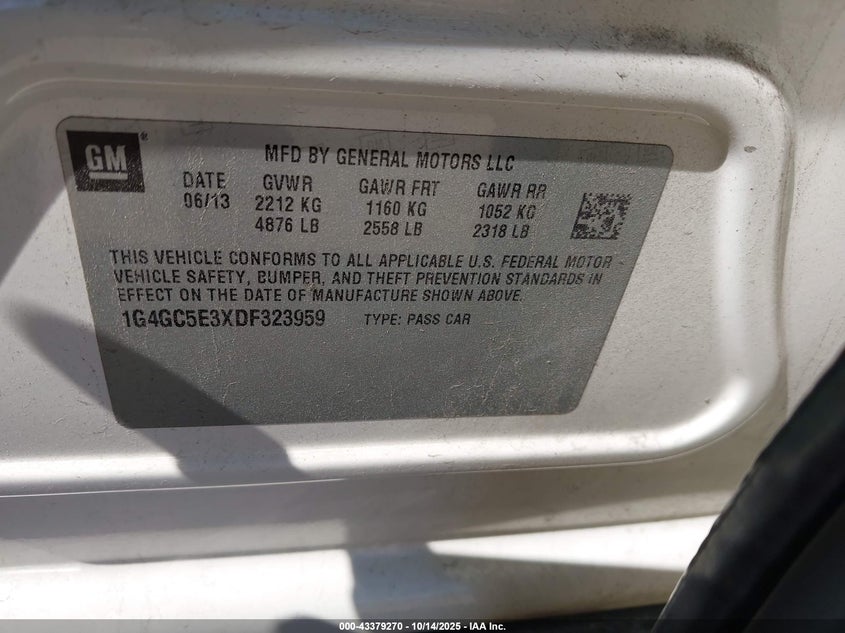 GM ®
MFD BY GENERAL MOTORS LLC
DATE GVWR GAWR FRT GAWR RR
06/13 2212 KG 1160 KG 1052 KG
4876 LB 2558 LB 2318 LB
THIS VEHICLE CONFORMS TO ALL APPLICABLE U.S. FEDERAL MOTOR
VEHICLE SAFETY, BUMPER, AND THEFT PREVENTION STANDARDS IN
EFFECT ON THE DATE OF MANUFACTURE SHOWN ABOVE.
1G4GC5E3XDF323959 TYPE: PASS CAR
000-43379270 | 10/14/2025 - IAA Inc.